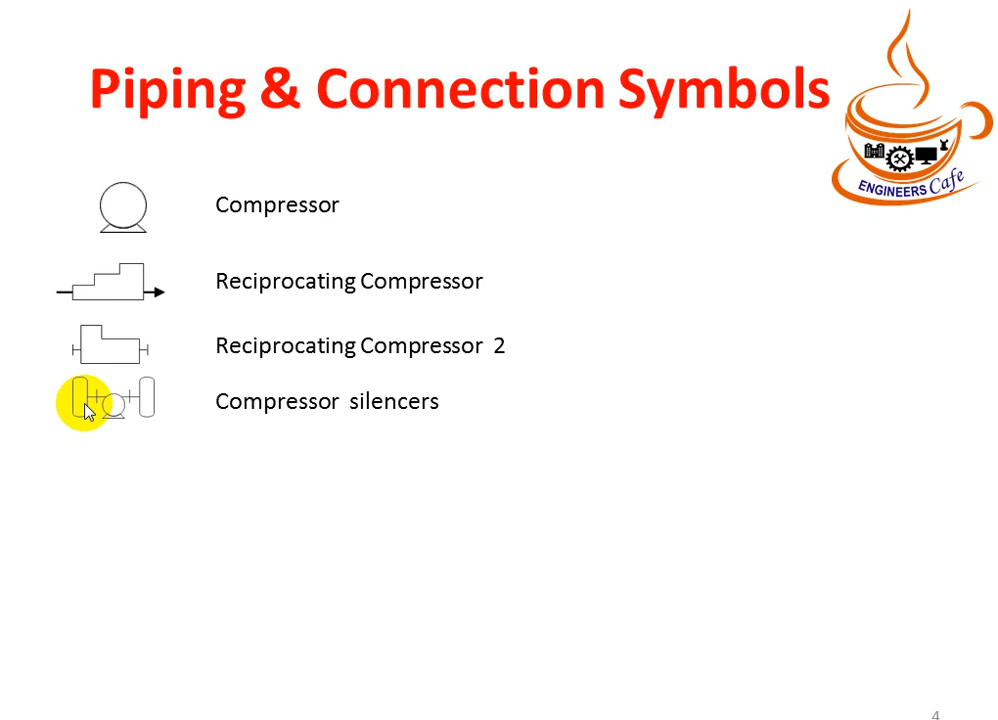 Piping & Connection Symbols
ENGINEERS Cafe
Compressor
Reciprocating Compressor
Reciprocating Compressor 2
Compressor silencers
4